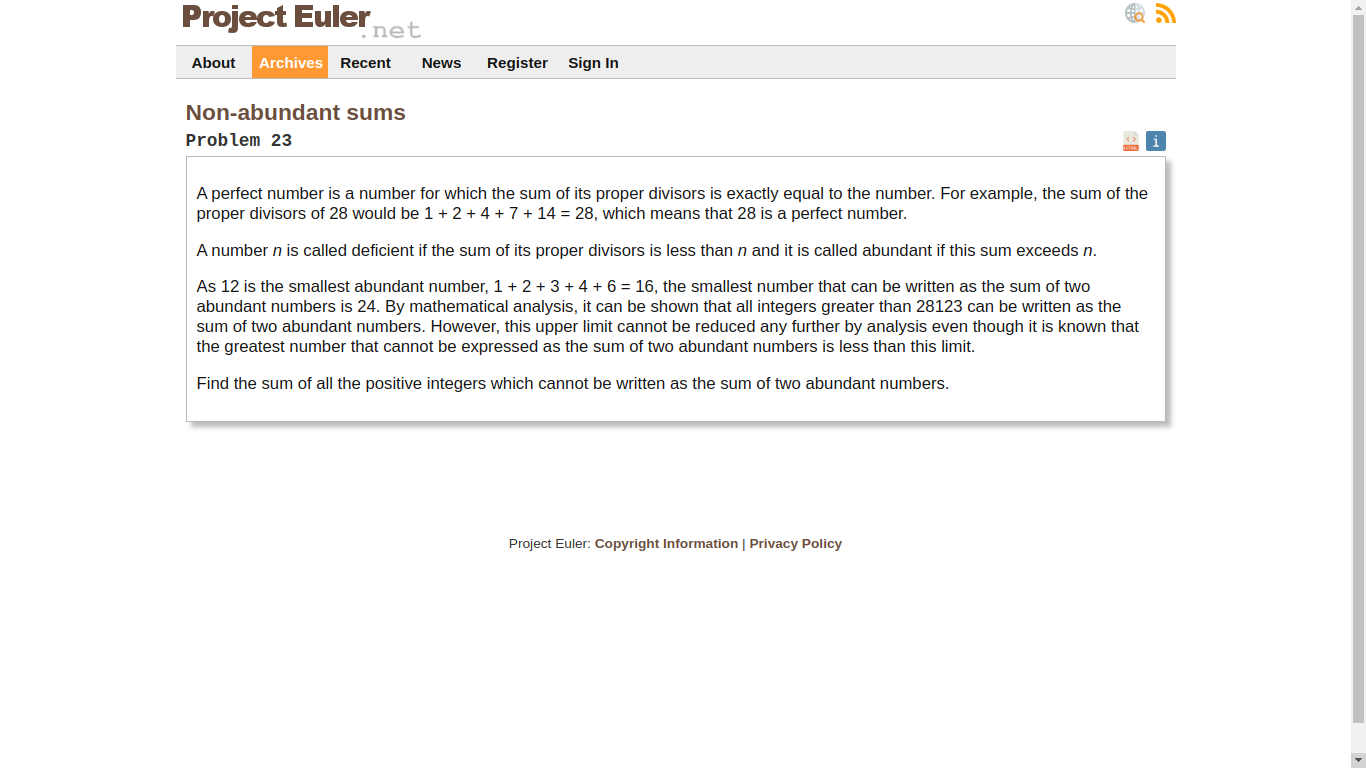 Project Euler
.net
About Archives Recent News Register Sign In
Non-abundant sums
Problem 23
A perfect number is a number for which the sum of its proper divisors is exactly equal to the number. For example, the sum of the
proper divisors of 28 would be 1 + 2 + 4 + 7 + 14 = 28, which means that 28 is a perfect number.
A number n is called deficient if the sum of its proper divisors is less than n and it is called abundant if this sum exceeds n.
As 12 is the smallest abundant number, 1 + 2 + 3 + 4 + 6 = 16, the smallest number that can be written as the sum of two
abundant numbers is 24. By mathematical analysis, it can be shown that all integers greater than 28123 can be written as the
sum of two abundant numbers. However, this upper limit cannot be reduced any further by analysis even though it is known that
the greatest number that cannot be expressed as the sum of two abundant numbers is less than this limit.
Find the sum of all the positive integers which cannot be written as the sum of two abundant numbers.
Project Euler: Copyright Information | Privacy Policy